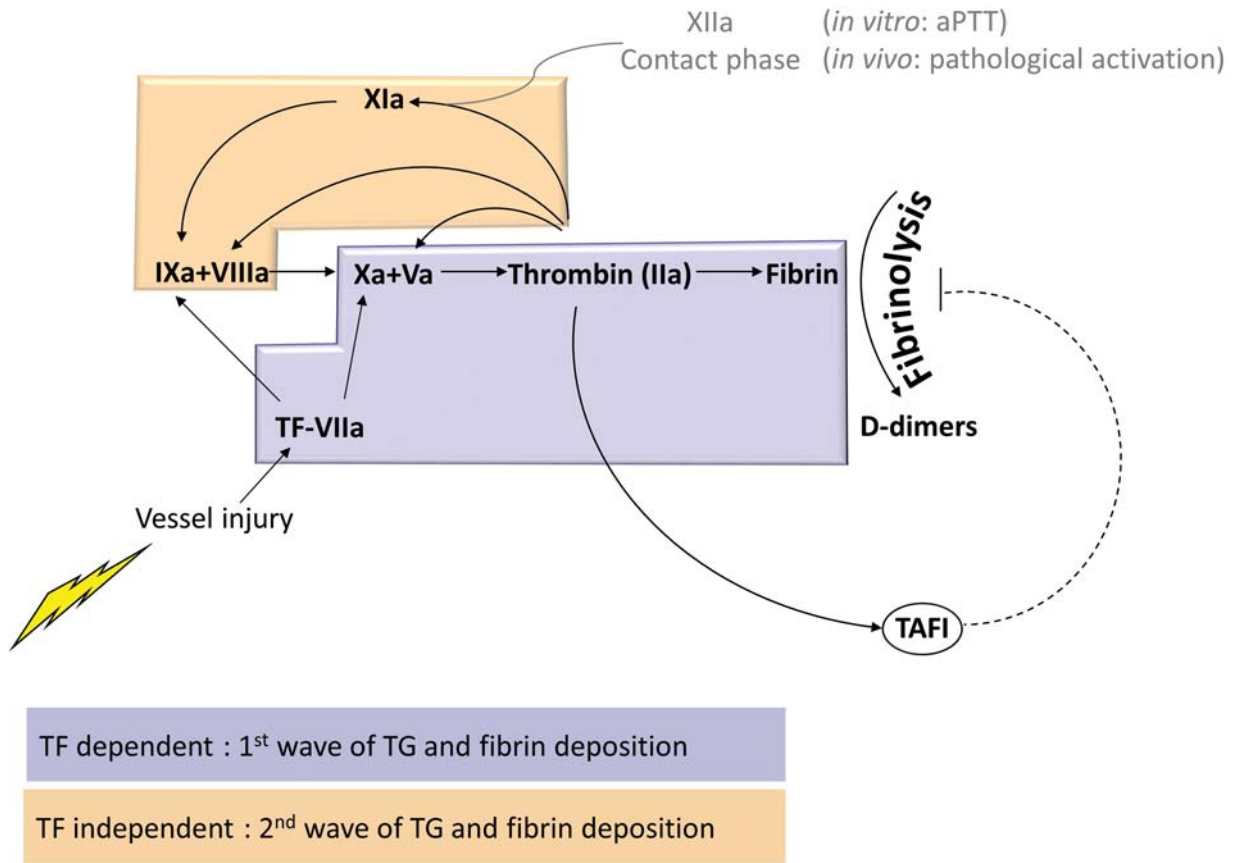 XIIa (in vitro: aPTT)
Contact phase (in vivo: pathological activation)
XIa
IXa+VIIIa
Xa+Va
Thrombin (IIa)
Fibrin
Fibrinolysis
TF-VIIa
D-dimers
Vessel injury
TAFI
TF dependent : 1st wave of TG and fibrin deposition
TF independent : 2nd wave of TG and fibrin deposition